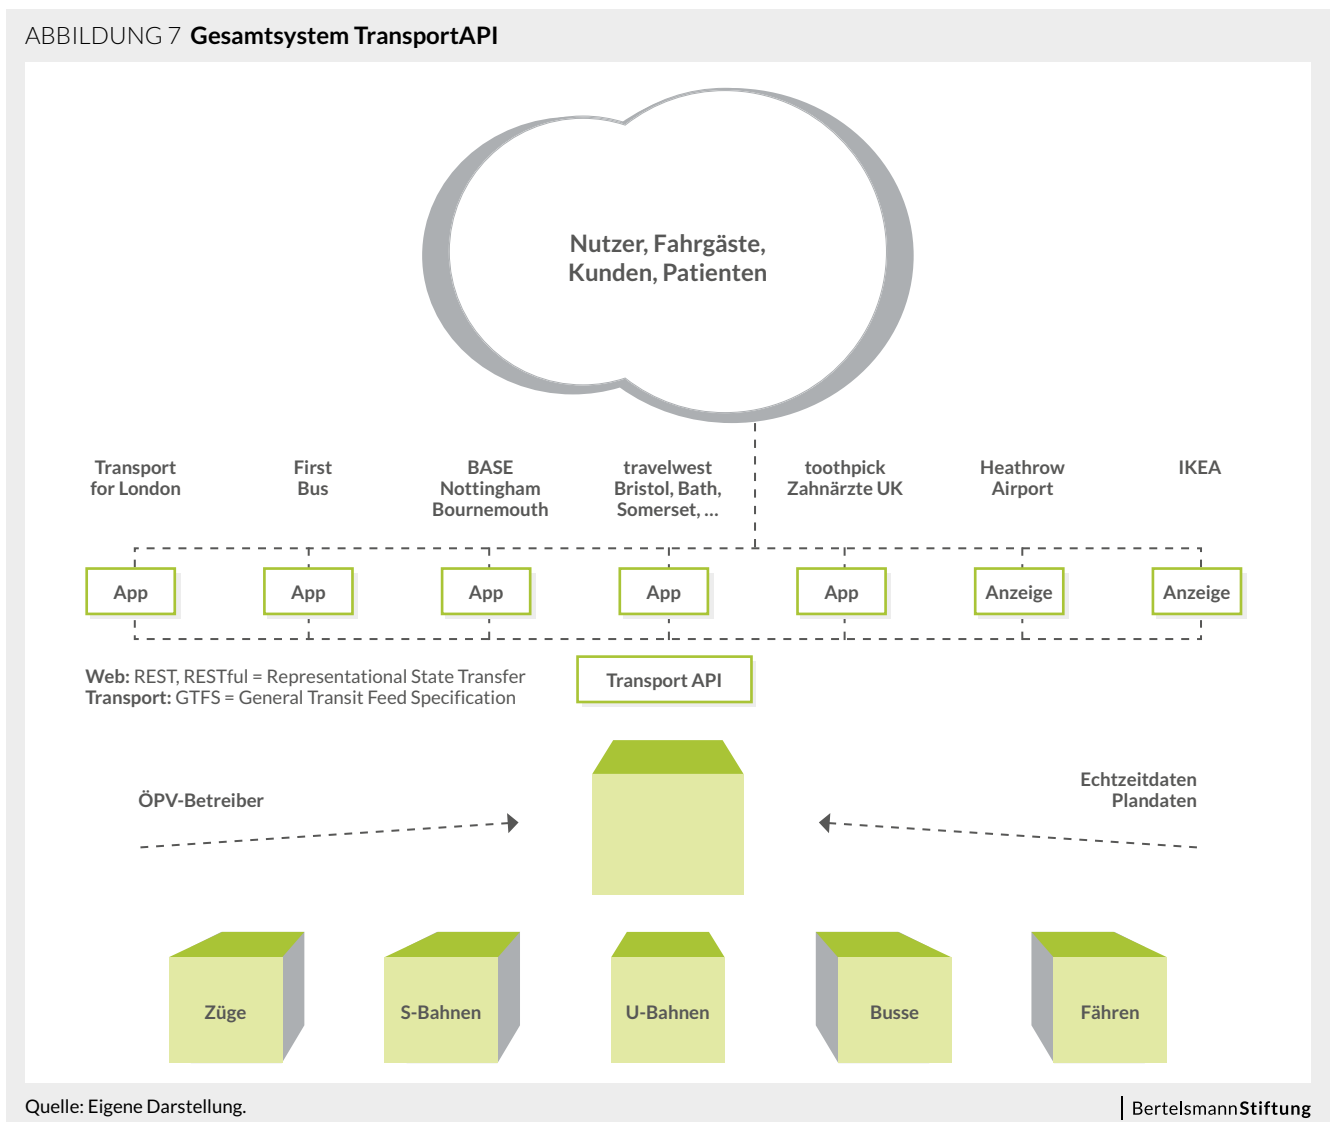 ABBILDUNG 7 Gesamtsystem TransportAPI
Nutzer, Fahrgäste,
Kunden, Patienten
Transport
for London
First
Bus
BASE
Nottingham
Bournemouth
travelwest
Bristol, Bath,
Somerset, ...
toothpick
Zahnärzte UK
Heathrow
Airport
IKEA
App
App
App
App
App
Anzeige
Anzeige
Web: REST, RESTful = Representational State Transfer
Transport: GTFS = General Transit Feed Specification
Transport API
ÖPV-Betreiber
Echtzeitdaten
Plandaten
Züge
S-Bahnen
U-Bahnen
Busse
Fähren
Quelle: Eigene Darstellung.
BertelsmannStiftung